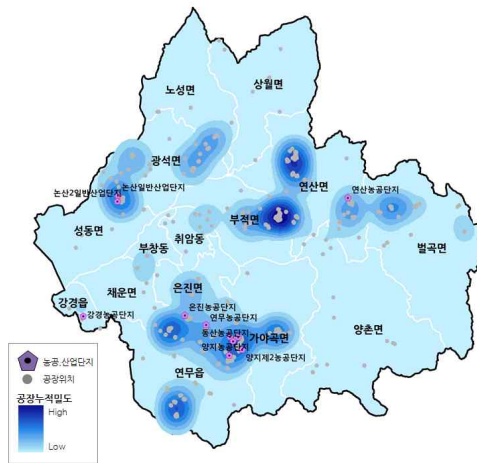 노성면
상월면
광석면
논산2일반산업단지
논산일반산업단지
연산면
연산농공단지
성동면
부적면
취암동
부창동
벌곡면
채운면
은진면
강경읍
강경농공단지
은진농공단지
연무농공단지
동산농공단지
가야곡면
양촌면
양지농공단지
양지제2농공단지
연무읍
농공,산업단지
공장위치
공장누적밀도
High
Low